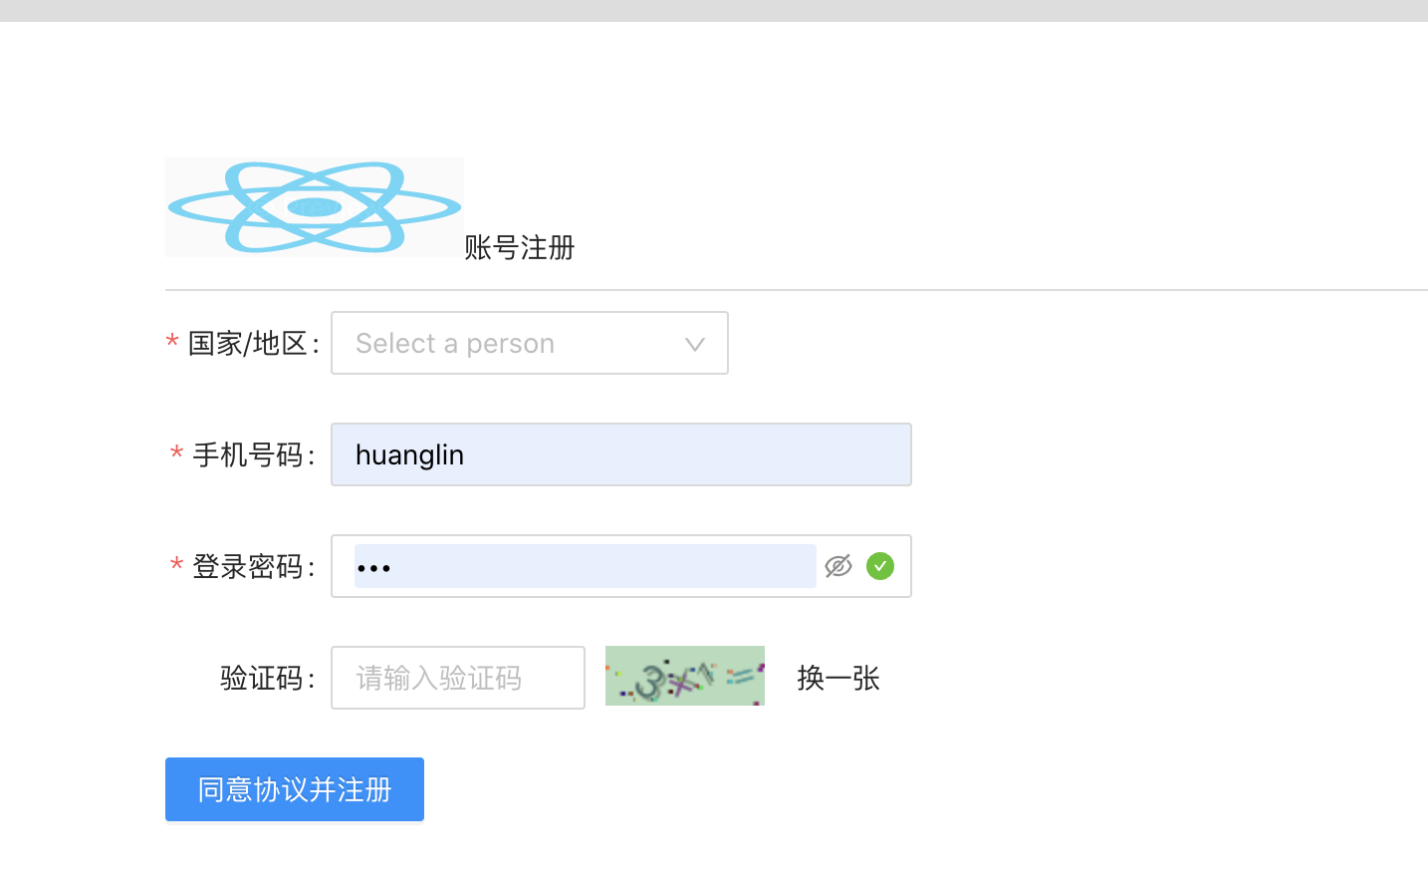 账号注册
* 国家/地区: Select a person
* 手机号码: huanglin
* 登录密码: •••
验证码: 请输入验证码 3×1= 换一张
同意协议并注册